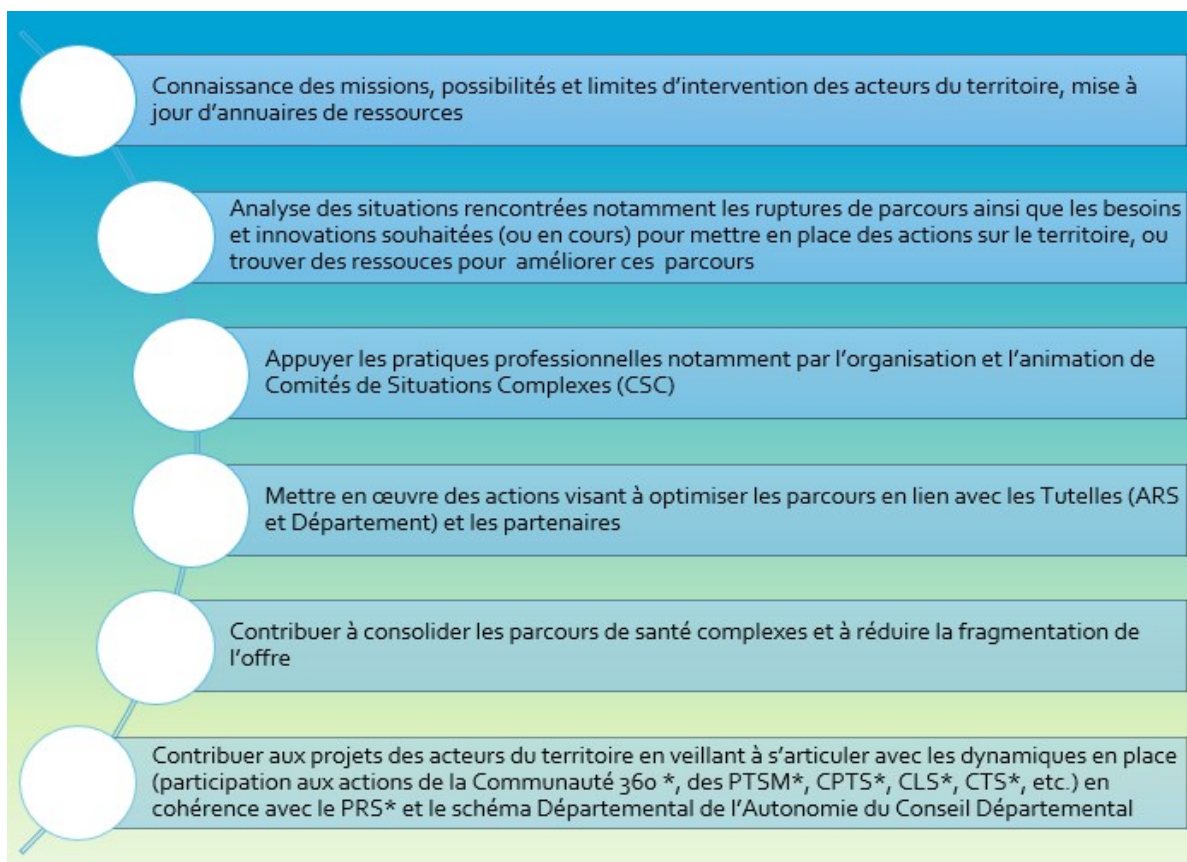 Connaissance des missions, possibilités et limites d’intervention des acteurs du territoire, mise à
jour d’annuaires de ressources
Analyse des situations rencontrées notamment les ruptures de parcours ainsi que les besoins
et innovations souhaitées (ou en cours) pour mettre en place des actions sur le territoire, ou
trouver des ressouces pour améliorer ces parcours
Appuyer les pratiques professionnelles notamment par l’organisation et l’animation de
Comités de Situations Complexes (CSC)
Mettre en œuvre des actions visant à optimiser les parcours en lien avec les Tutelles (ARS
et Département) et les partenaires
Contribuer à consolider les parcours de santé complexes et à réduire la fragmentation de
l’offre
Contribuer aux projets des acteurs du territoire en veillant à s’articuler avec les dynamiques en place
(participation aux actions de la Communauté 360 *, des PTSM*, CPTS*, CLS*, CTS*, etc.) en
cohérence avec le PRS* et le schéma Départemental de l’Autonomie du Conseil Départemental